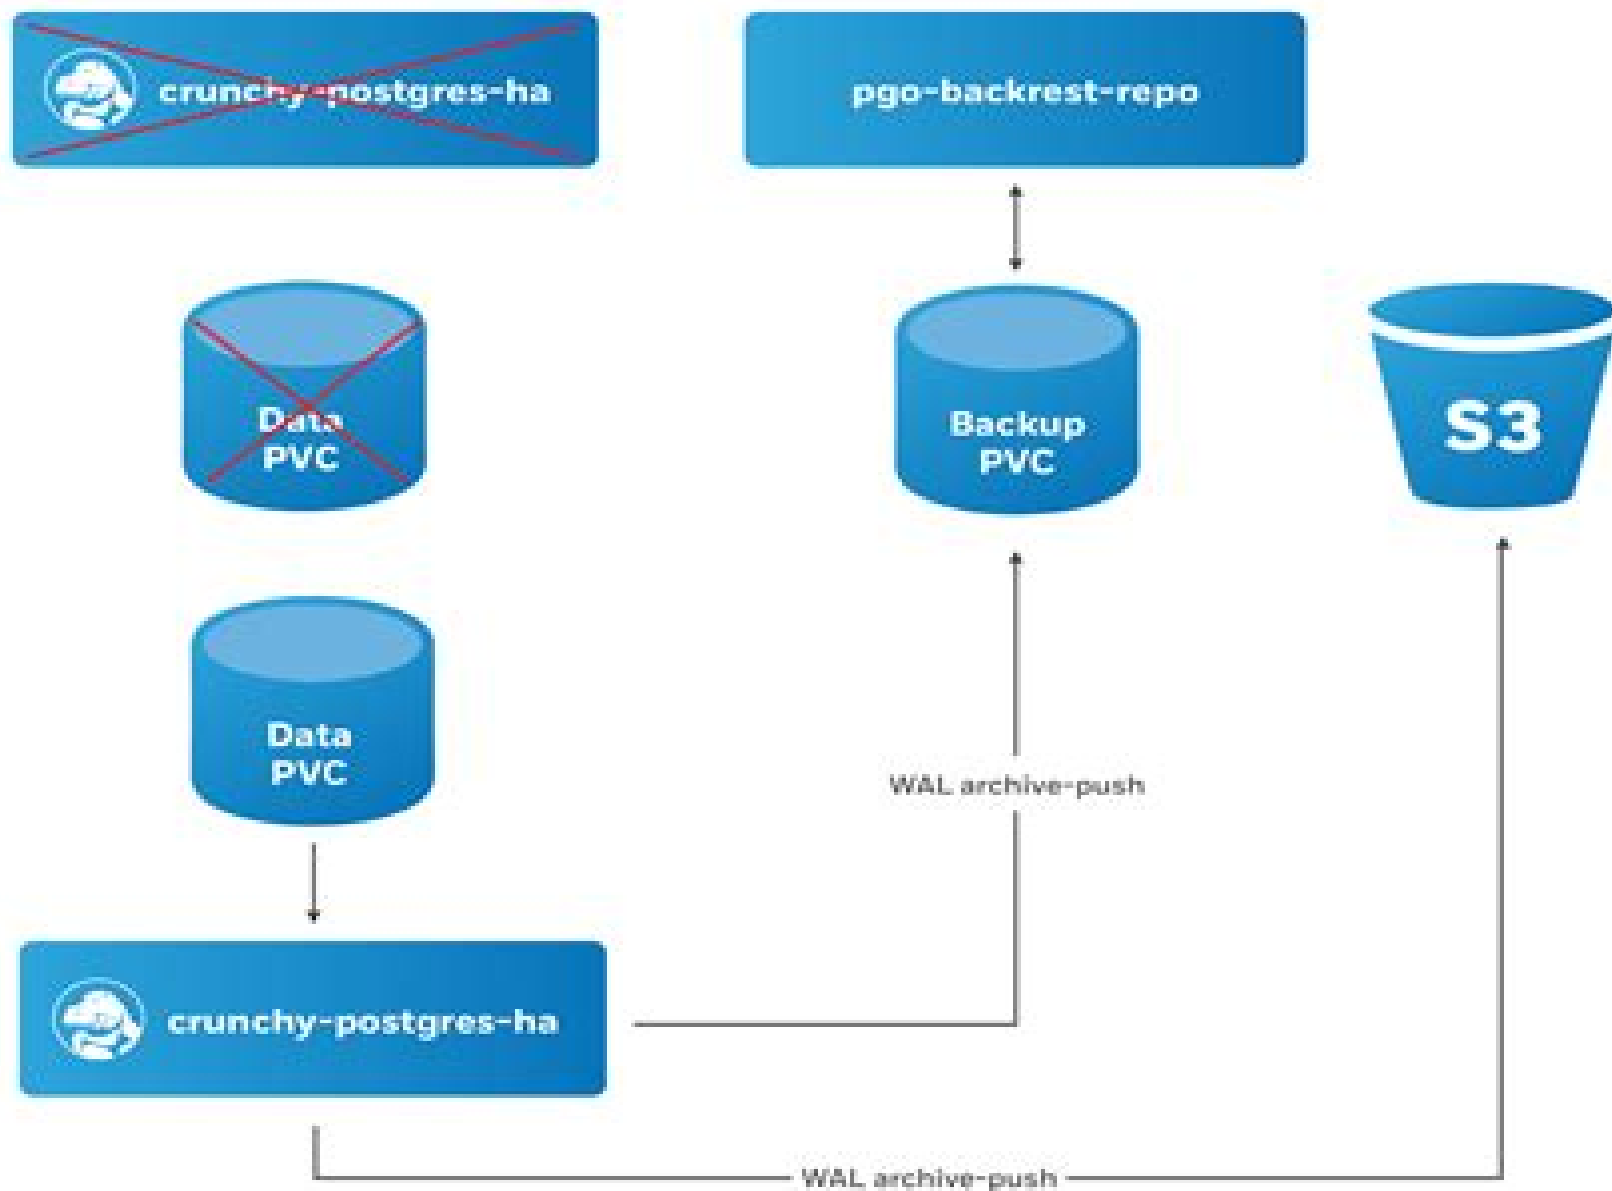 crunchy-postgres-ha
pgo-backrest-repo
Data
PVC
Backup
PVC
S3
Data
PVC
WAL archive-push
crunchy-postgres-ha
WAL archive-push